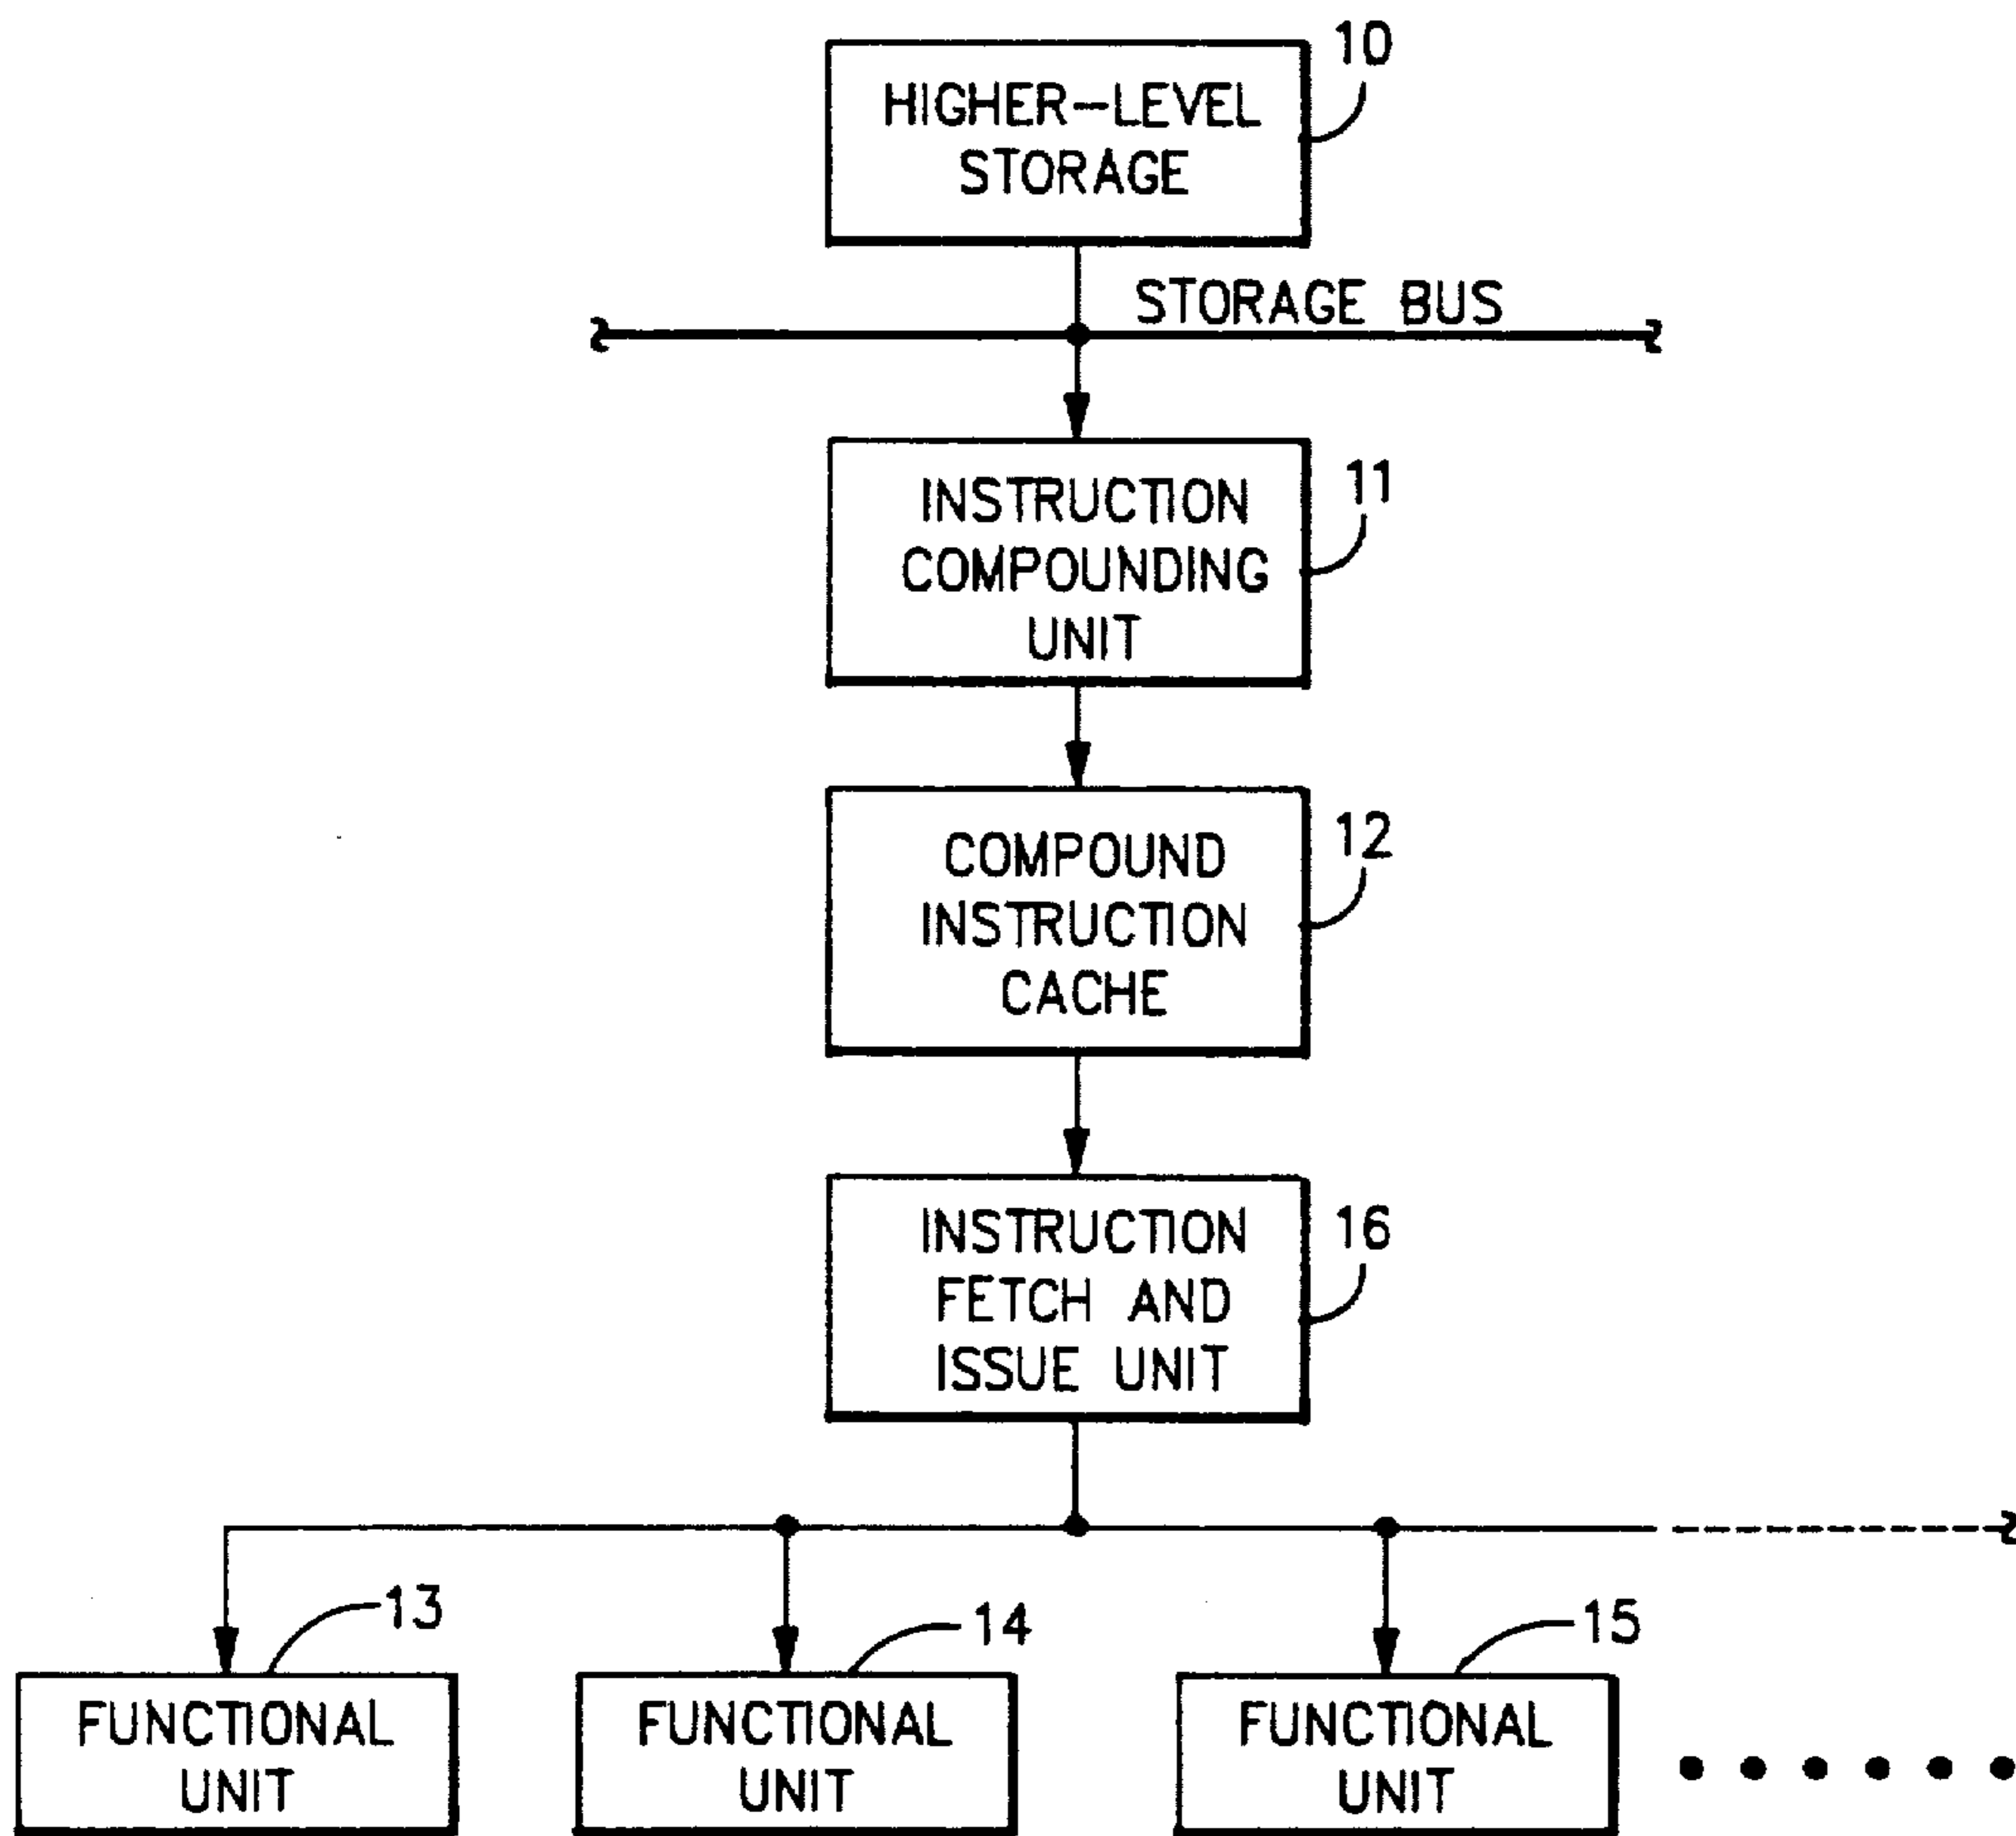 10
HIGHER-LEVEL
STORAGE
STORAGE BUS
11
INSTRUCTION
COMPOUNDING
UNIT
12
COMPOUND
INSTRUCTION
CACHE
16
INSTRUCTION
FETCH AND
ISSUE UNIT
13
FUNCTIONAL
UNIT
14
FUNCTIONAL
UNIT
15
FUNCTIONAL
UNIT